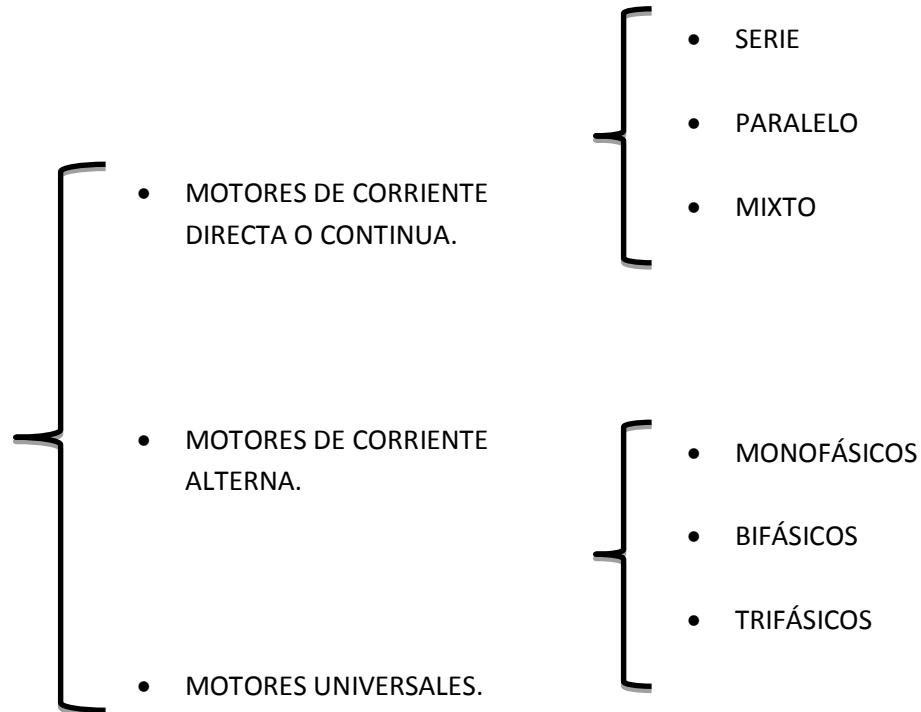 • MOTORES DE CORRIENTE
DIRECTA O CONTINUA.
• SERIE
• PARALELO
• MIXTO
• MOTORES DE CORRIENTE
ALTERNA.
• MONOFÁSICOS
• BIFÁSICOS
• TRIFÁSICOS
• MOTORES UNIVERSALES.